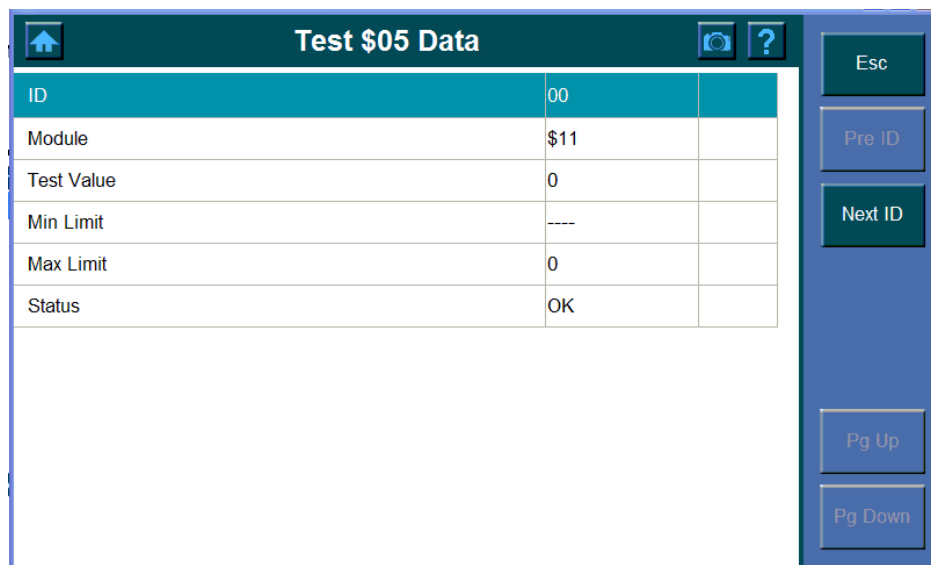 Test $05 Data
?
ID 00
Module $11
Test Value 0
Min Limit ----
Max Limit 0
Status OK
Esc
Pre ID
Next ID
Pg Up
Pg Down